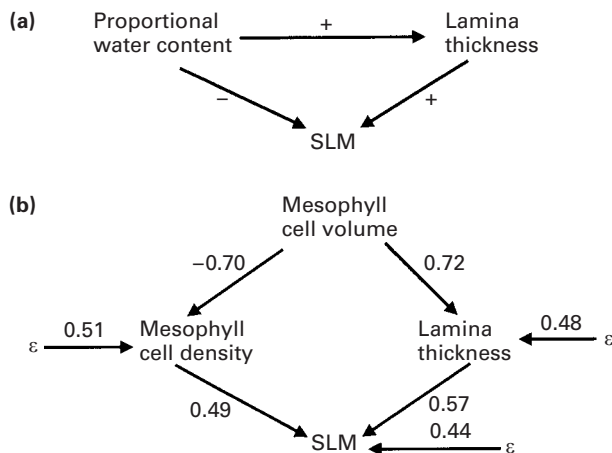 (a)
Proportional
water content
+
Lamina
thickness
−
+
SLM
(b)
Mesophyll
cell volume
−0.70
0.72
ε
0.51
Mesophyll
cell density
Lamina
thickness
0.48
ε
0.49
0.57
SLM
0.44
ε